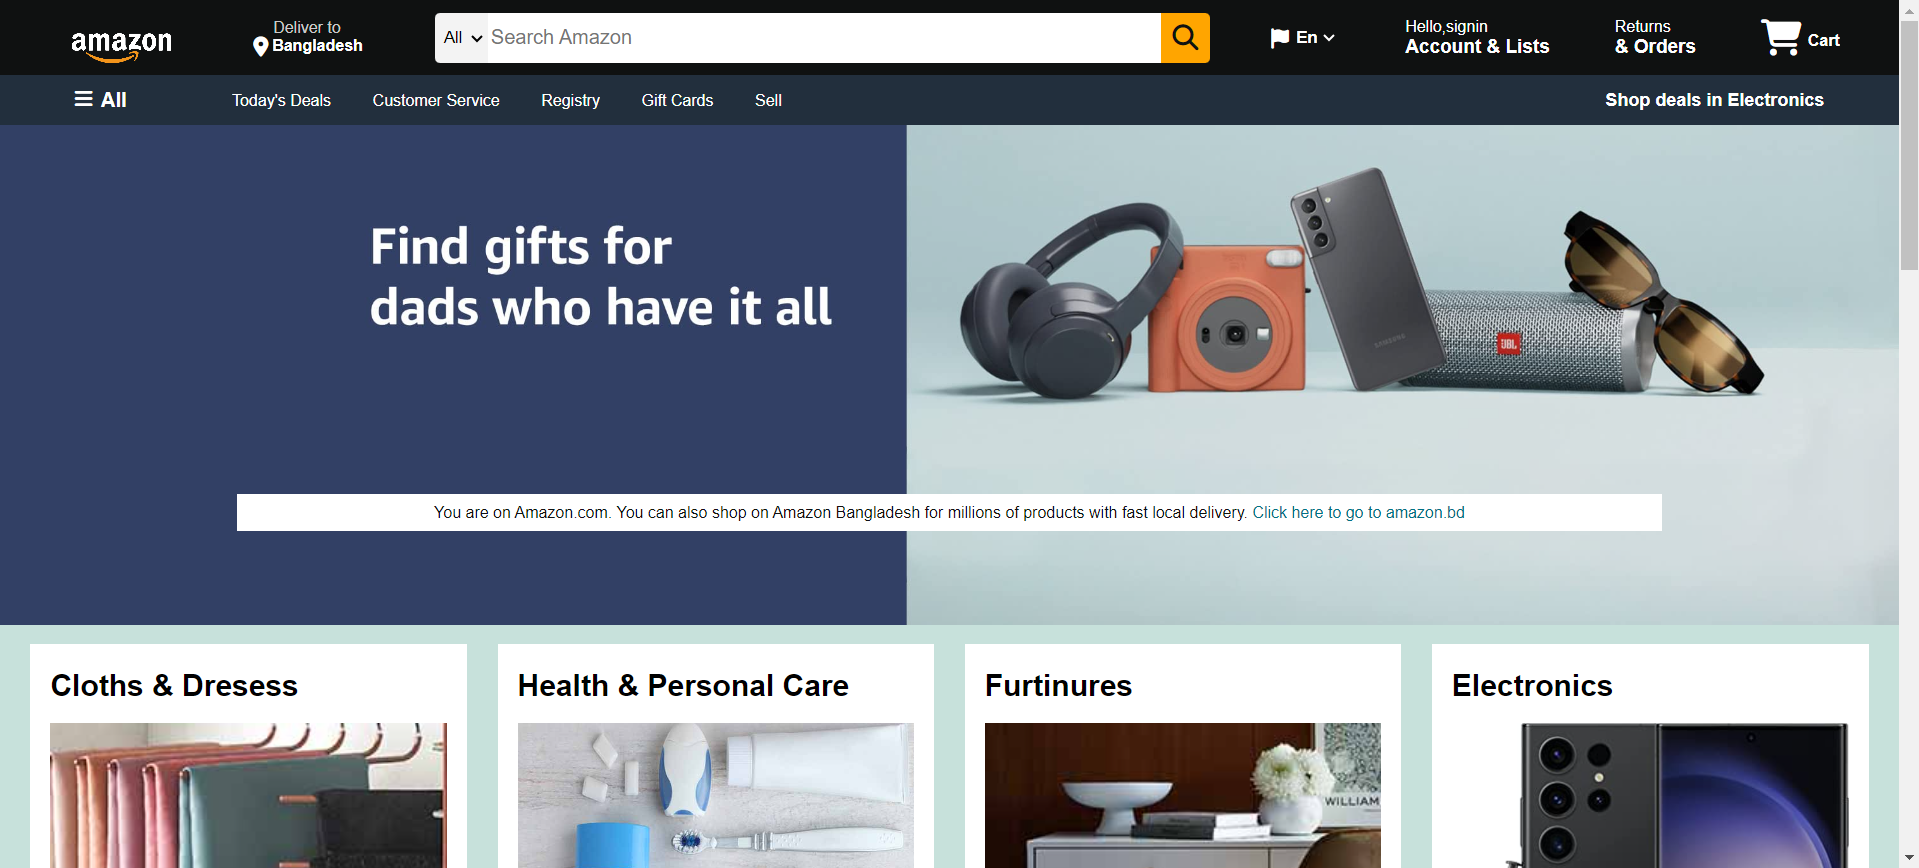 amazon
Deliver to
Bangladesh
All
Search Amazon
En
Hello,signin
Account & Lists
Returns
& Orders
Cart
All
Today's Deals
Customer Service
Registry
Gift Cards
Sell
Shop deals in Electronics
Find gifts for
dads who have it all
SAMSUNG
JBL
You are on Amazon.com. You can also shop on Amazon Bangladesh for millions of products with fast local delivery. Click here to go to amazon.bd
Cloths & Dresess
Health & Personal Care
Furtinures
Electronics
WILLIAM